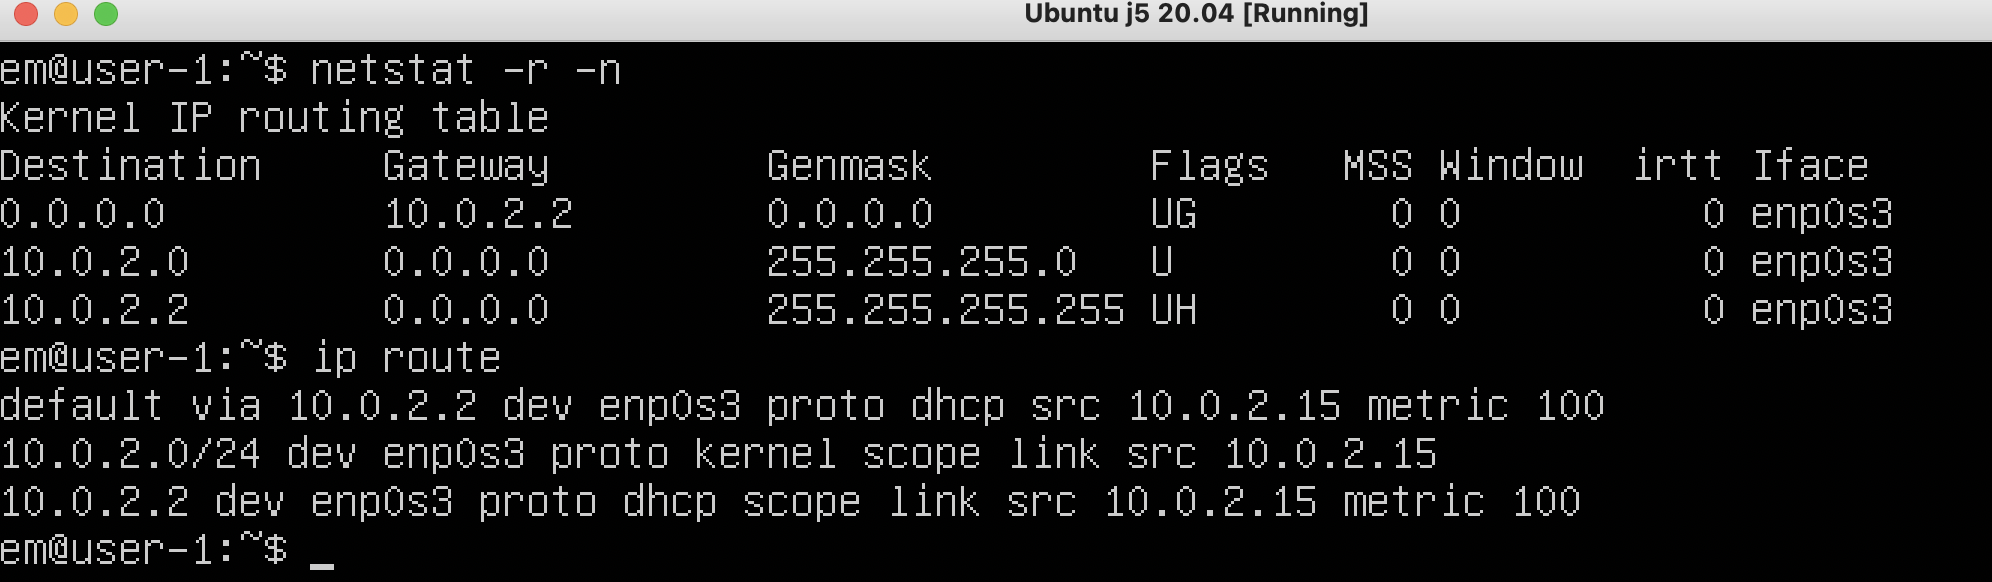 Ubuntu j5 20.04 [Running]
em@user-1:~$ netstat -r -n
Kernel IP routing table
Destination     Gateway         Genmask         Flags   MSS Window  irtt Iface
0.0.0.0         10.0.2.2        0.0.0.0         UG        0 0          0 enp0s3
10.0.2.0        0.0.0.0         255.255.255.0   U         0 0          0 enp0s3
10.0.2.2        0.0.0.0         255.255.255.255 UH        0 0          0 enp0s3
em@user-1:~$ ip route
default via 10.0.2.2 dev enp0s3 proto dhcp src 10.0.2.15 metric 100
10.0.2.0/24 dev enp0s3 proto kernel scope link src 10.0.2.15
10.0.2.2 dev enp0s3 proto dhcp scope link src 10.0.2.15 metric 100
em@user-1:~$ _